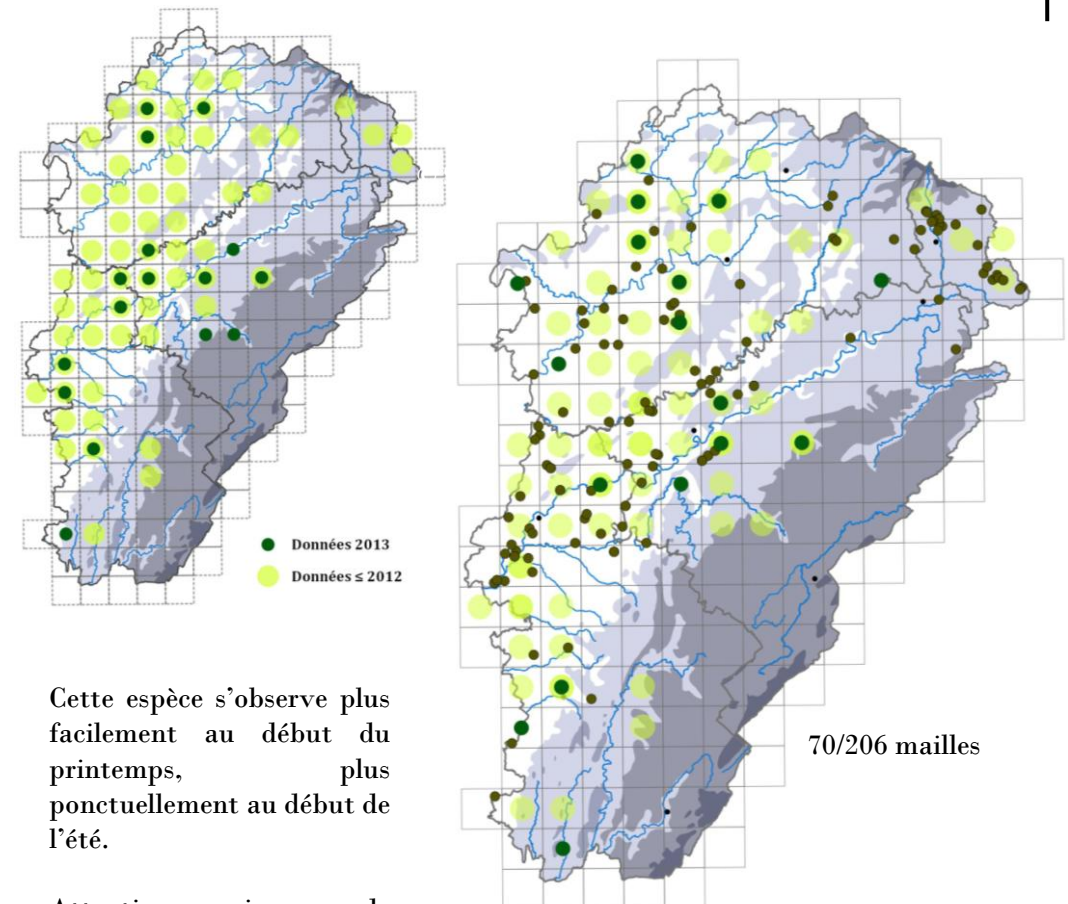 Données 2013
Données ≤ 2012
Cette espèce s’observe plus
facilement au début du
printemps, plus
ponctuellement au début de
l’été.
70/206 mailles